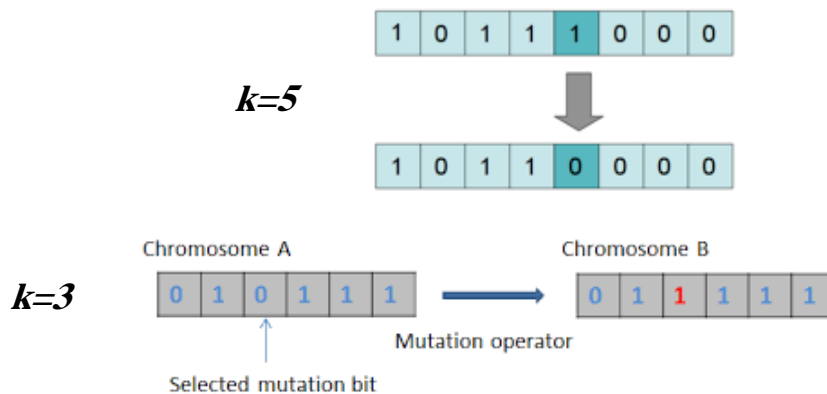 1 0 1 1 1 0 0 0
k=5
1 0 1 1 0 0 0 0
Chromosome A
Chromosome B
k=3
0 1 0 1 1 1
0 1 1 1 1 1
Mutation operator
Selected mutation bit